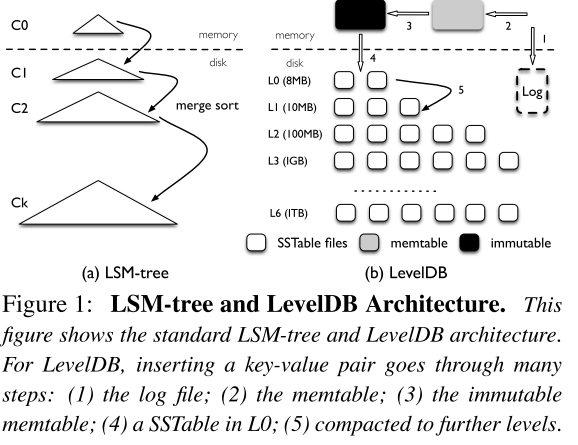 C0
memory
disk
C1
C2
merge sort
Ck
(a) LSM-tree
memory
3
2
1
disk
4
Log
L0 (8MB)
5
L1 (10MB)
L2 (100MB)
L3 (1GB)
L6 (1TB)
SSTable files
memtable
immutable
(b) LevelDB
Figure 1: LSM-tree and LevelDB Architecture. This
figure shows the standard LSM-tree and LevelDB architecture.
For LevelDB, inserting a key-value pair goes through many
steps: (1) the log file; (2) the memtable; (3) the immutable
memtable; (4) a SSTable in L0; (5) compacted to further levels.